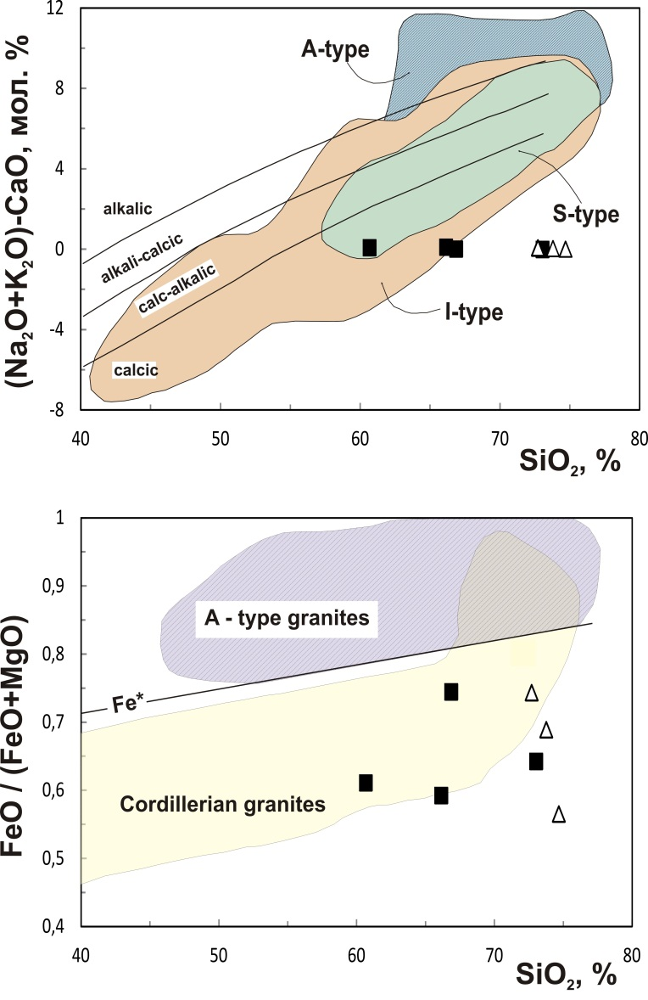 12
8
4
0
-4
-8
(Na₂O+K₂O)-CaO, мол. %
A-type
alkalic
alkali-calcic
calc-alkalic
calcic
S-type
I-type
40 50 60 70 80
SiO₂, %
1
0,9
0,8
0,7
0,6
0,5
0,4
FeO / (FeO+MgO)
A - type granites
Fe*
Cordillerian granites
40 50 60 70 80
SiO₂, %